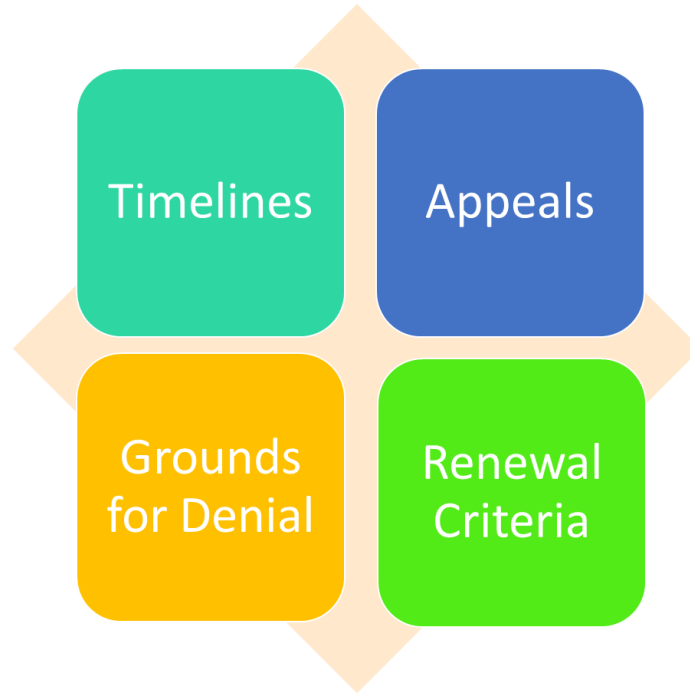 Timelines
Appeals
Grounds
for Denial
Renewal
Criteria